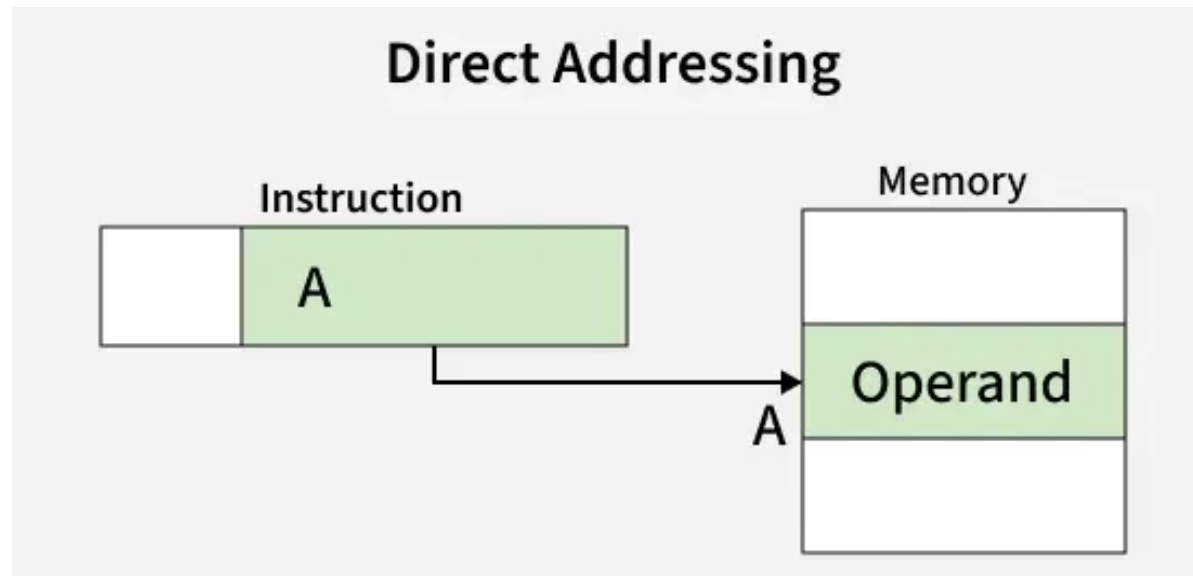 Direct Addressing
Instruction
Memory
A
Operand
A